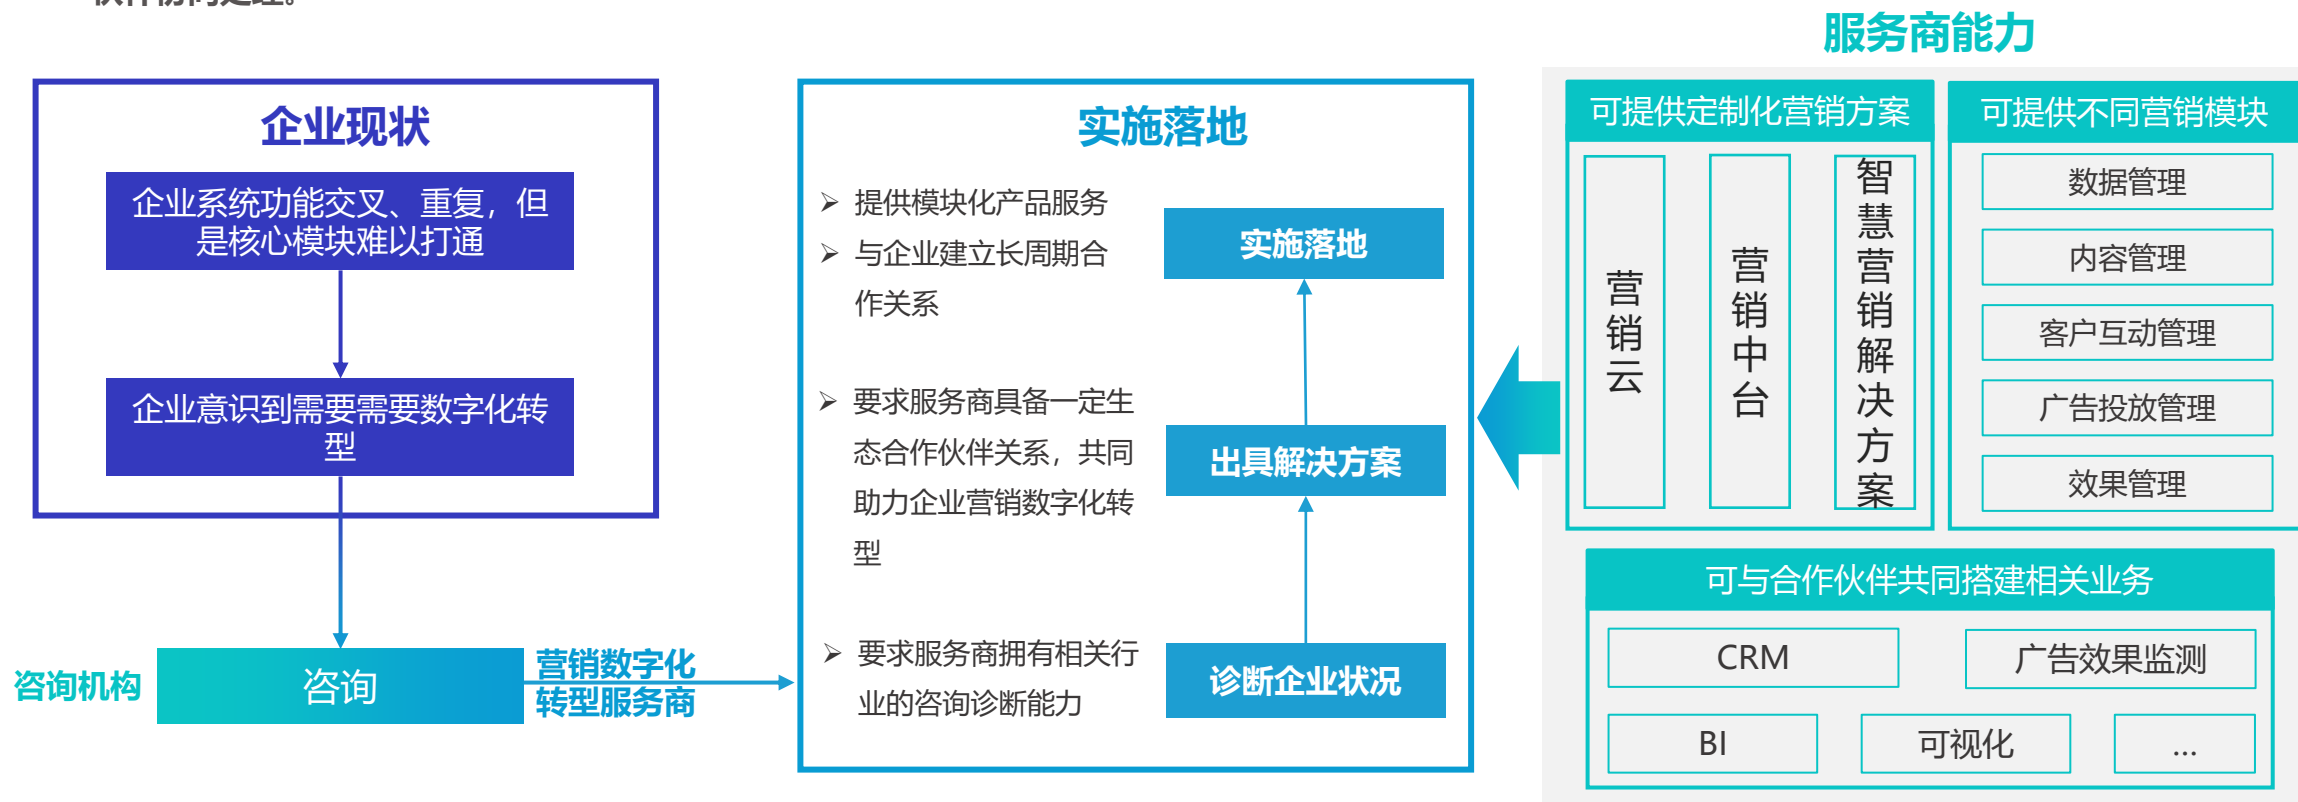 伙伴协同处理。
服务商能力
企业现状
企业系统功能交叉、重复，但
是核心模块难以打通
企业意识到需要需要数字化转
型
咨询机构
咨询
营销数字化
转型服务商
实施落地
提供模块化产品服务
与企业建立长周期合
作关系
要求服务商具备一定生
态合作伙伴关系，共同
助力企业营销数字化转
型
要求服务商拥有相关行
业的咨询诊断能力
实施落地
出具解决方案
诊断企业状况
可提供定制化营销方案
营销云
营销中台
智慧营销解决方案
可提供不同营销模块
数据管理
内容管理
客户互动管理
广告投放管理
效果管理
可与合作伙伴共同搭建相关业务
CRM
广告效果监测
BI
可视化
...